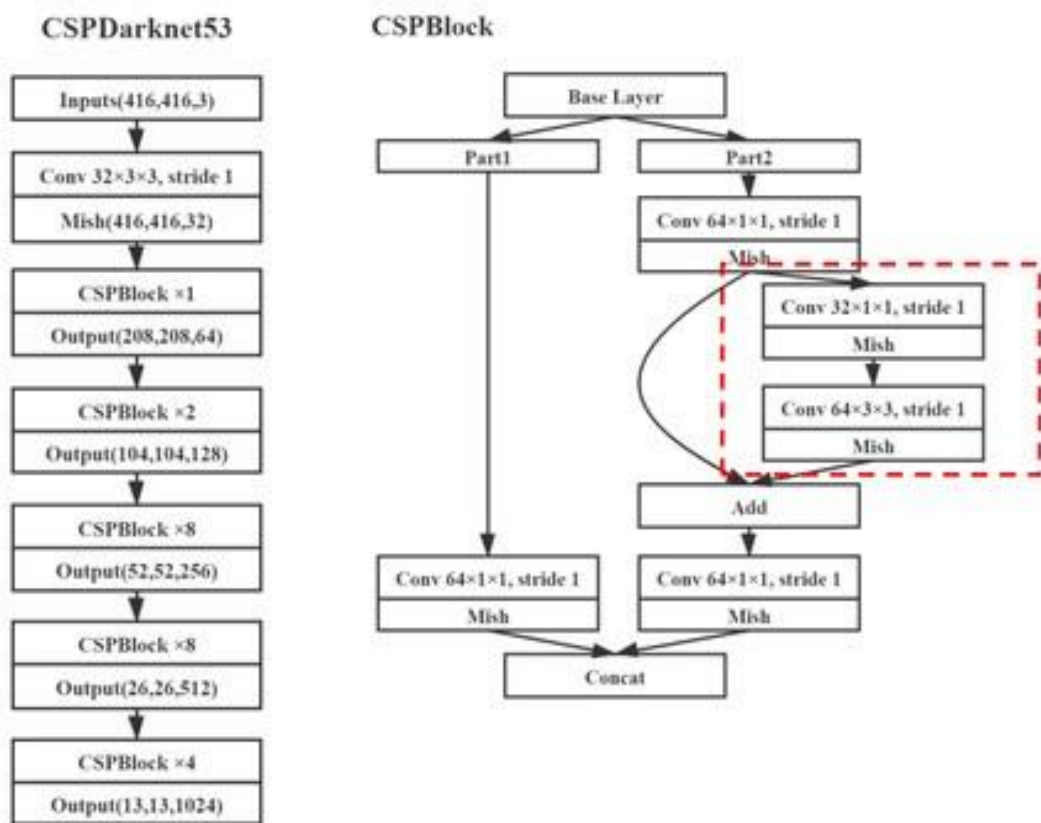 CSPDarknet53
Inputs(416,416,3)
Conv 32×3×3, stride 1
Mish(416,416,32)
CSPBlock ×1
Output(208,208,64)
CSPBlock ×2
Output(104,104,128)
CSPBlock ×8
Output(52,52,256)
CSPBlock ×8
Output(26,26,512)
CSPBlock ×4
Output(13,13,1024)
CSPBlock
Base Layer
Part1
Part2
Conv 64×1×1, stride 1
Mish
Conv 32×1×1, stride 1
Mish
Conv 64×3×3, stride 1
Mish
Add
Conv 64×1×1, stride 1
Mish
Conv 64×1×1, stride 1
Mish
Concat